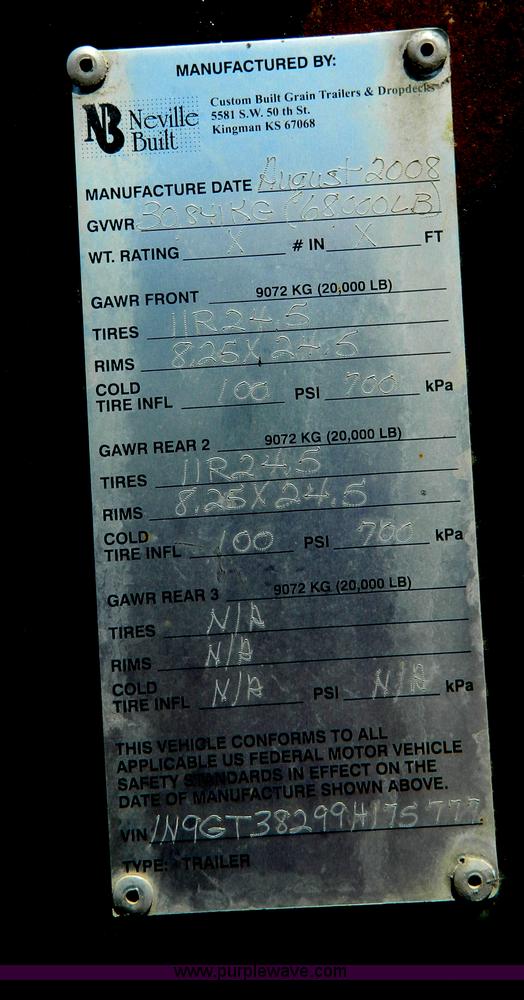 MANUFACTURED BY:
NB Neville Built
Custom Built Grain Trailers & Dropdecks
5581 S.W. 50 th St.
Kingman KS 67068
MANUFACTURE DATE August 2008
GVWR 30841KG (68000LB)
WT. RATING X # IN X FT
GAWR FRONT 9072 KG (20,000 LB)
TIRES 11R24.5
RIMS 8.25X24.5
COLD
TIRE INFL 100 PSI 700 kPa
GAWR REAR 2 9072 KG (20,000 LB)
TIRES 11R24.5
RIMS 8.25X24.5
COLD
TIRE INFL 100 PSI 700 kPa
GAWR REAR 3 9072 KG (20,000 LB)
TIRES N/A
RIMS N/A
COLD
TIRE INFL N/A PSI N/A kPa
THIS VEHICLE CONFORMS TO ALL
APPLICABLE US FEDERAL MOTOR VEHICLE
SAFETY STANDARDS IN EFFECT ON THE
DATE OF MANUFACTURE SHOWN ABOVE.
VIN 1N9GT38299H175777
TYPE: TRAILER
www.purplewave.com